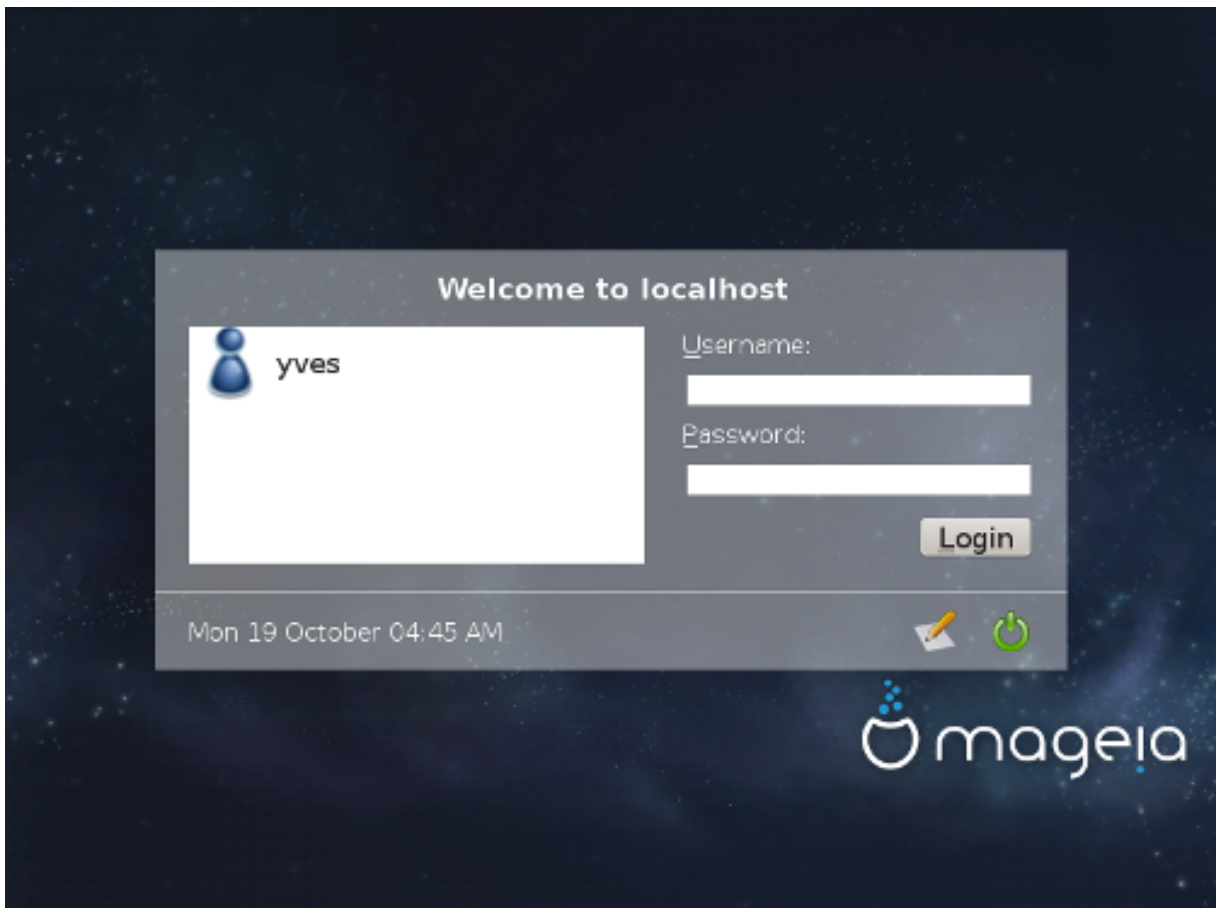 Welcome to localhost
yves
Username:
Password:
Login
Mon 19 October 04:45 AM
mageia